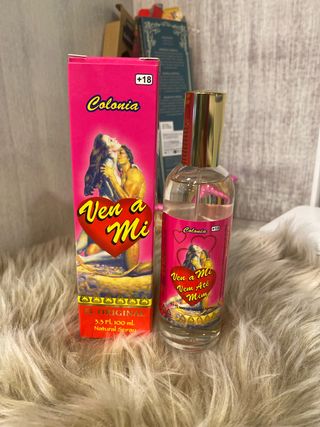 +18
Colonia
Ven a
Mi
EL ORIGINAL
3.3 Fl. 100 ml.
Natural Spray
Colonia
+18
Ven a Mi
Vem Até
Mim